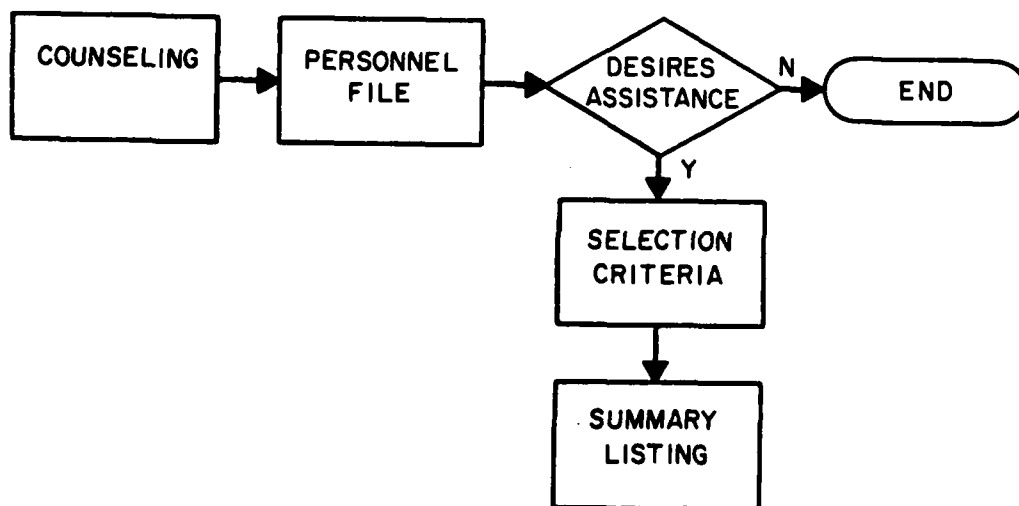 COUNSELING
PERSONNEL
FILE
DESIRES
ASSISTANCE
N
END
Y
SELECTION
CRITERIA
SUMMARY
LISTING